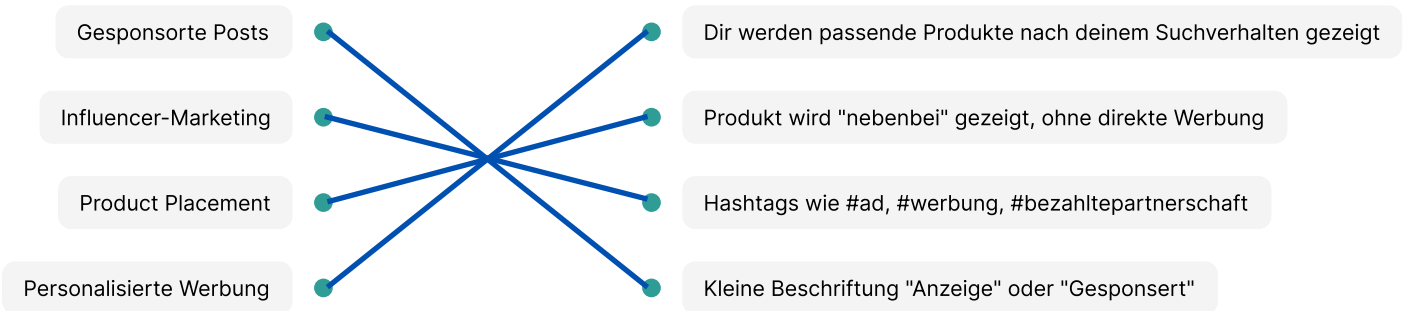 Gesponsorte Posts
Dir werden passende Produkte nach deinem Suchverhalten gezeigt
Influencer-Marketing
Produkt wird "nebenbei" gezeigt, ohne direkte Werbung
Product Placement
Hashtags wie #ad, #werbung, #bezahltepartnerschaft
Personalisierte Werbung
Kleine Beschriftung "Anzeige" oder "Gesponsert"